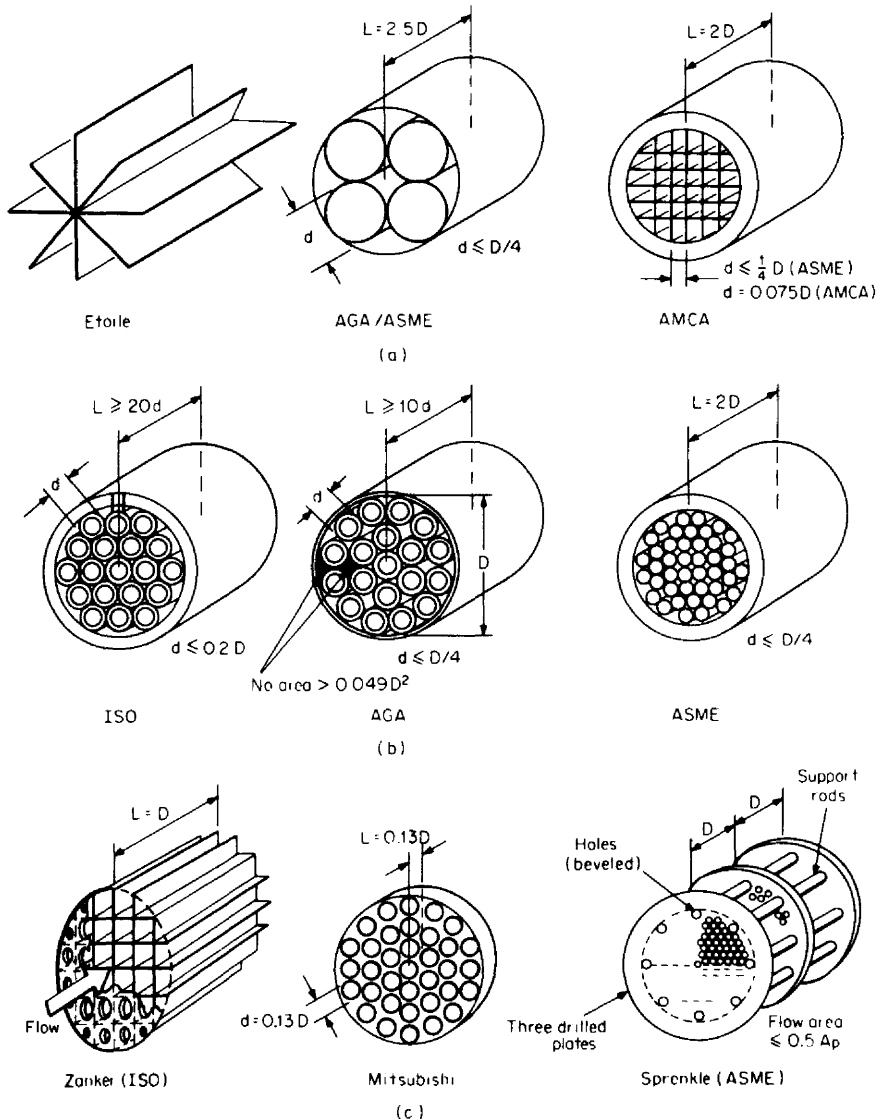 L=2.5D
L=2D
d
d ≤ D/4
d ≤ 1/4 D (ASME)
d = 0.075D (AMCA)
Etoile
AGA/ASME
AMCA
(a)
L ≥ 20d
L ≥ 10d
L=2D
d
d
D
d ≤ 0.2D
d ≤ D/4
d ≤ D/4
No area > 0.049D²
ISO
AGA
ASME
(b)
L = D
L=0.13D
D
D
Support
rods
Holes
(beveled)
Flow
d=0.13D
Three drilled
plates
Flow area
≤ 0.5 Ap
Zanker (ISO)
Mitsubishi
Sprenkle (ASME)
(c)